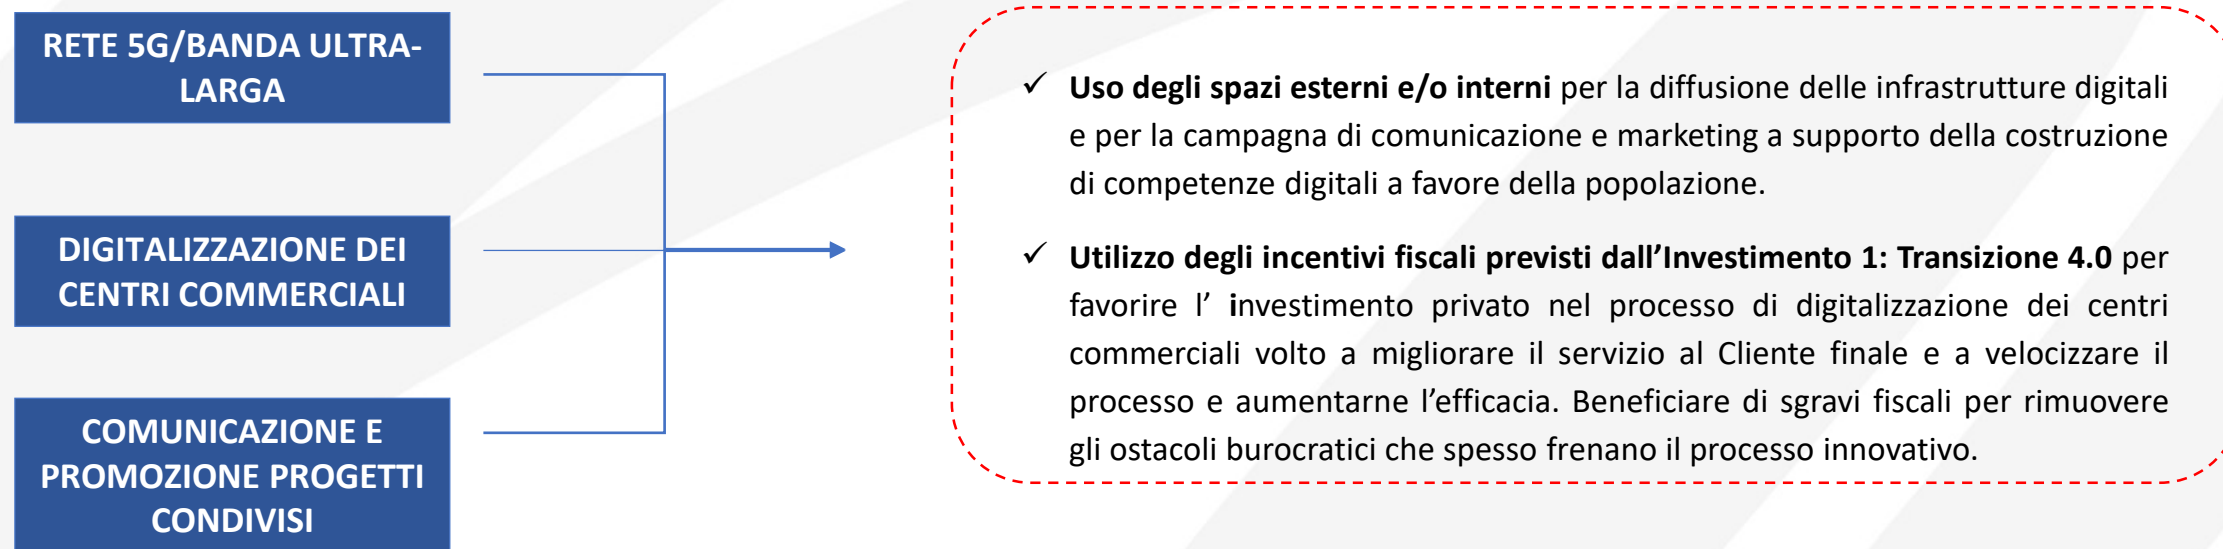 RETE 5G/BANDA ULTRA-
LARGA
DIGITALIZZAZIONE DEI
CENTRI COMMERCIALI
COMUNICAZIONE E
PROMOZIONE PROGETTI
CONDIVISI
✓ Uso degli spazi esterni e/o interni per la diffusione delle infrastrutture digitali
e per la campagna di comunicazione e marketing a supporto della costruzione
di competenze digitali a favore della popolazione.
✓ Utilizzo degli incentivi fiscali previsti dall’Investimento 1: Transizione 4.0 per
favorire l’ investimento privato nel processo di digitalizzazione dei centri
commerciali volto a migliorare il servizio al Cliente finale e a velocizzare il
processo e aumentarne l’efficacia. Beneficiare di sgravi fiscali per rimuovere
gli ostacoli burocratici che spesso frenano il processo innovativo.